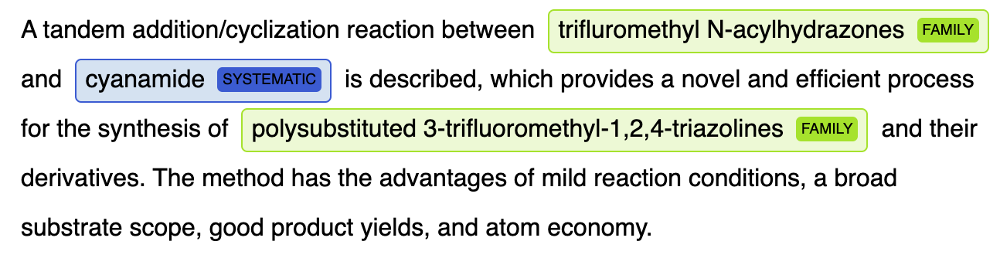 A tandem addition/cyclization reaction between trifluromethyl N-acylhydrazones FAMILY
and cyanamide SYSTEMATIC is described, which provides a novel and efficient process
for the synthesis of polysubstituted 3-trifluoromethyl-1,2,4-triazolines FAMILY and their
derivatives. The method has the advantages of mild reaction conditions, a broad
substrate scope, good product yields, and atom economy.